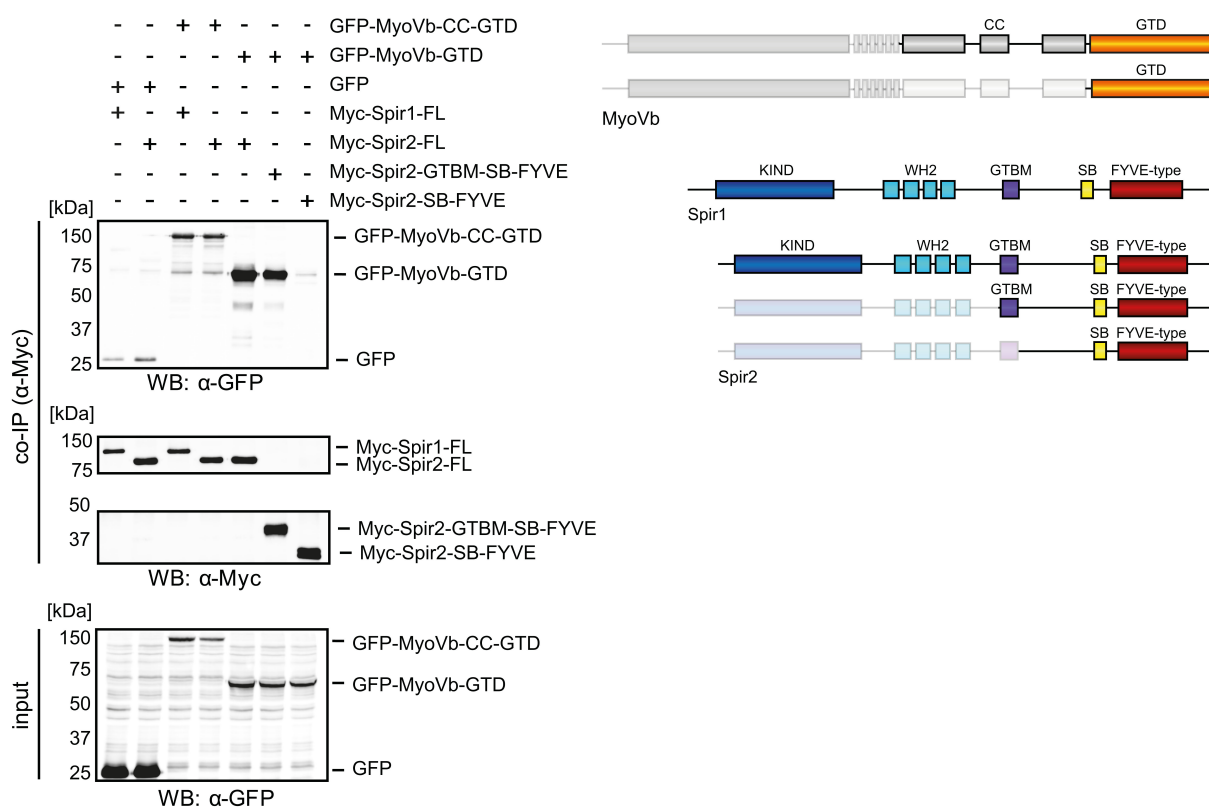 - - + + - - - GFP-MyoVb-CC-GTD
- - - - + + + GFP-MyoVb-GTD
+ + - - - - - GFP
+ - + - - - - Myc-Spir1-FL
- + - + + - - Myc-Spir2-FL
- - - - - + - Myc-Spir2-GTBM-SB-FYVE
- - - - - - + Myc-Spir2-SB-FYVE
[kDa]
150
75
50
37
25
GFP-MyoVb-CC-GTD
GFP-MyoVb-GTD
GFP
WB: α-GFP
co-IP (α-Myc)
[kDa]
150
75
Myc-Spir1-FL
Myc-Spir2-FL
50
37
Myc-Spir2-GTBM-SB-FYVE
Myc-Spir2-SB-FYVE
WB: α-Myc
[kDa]
150
75
50
37
25
GFP-MyoVb-CC-GTD
GFP-MyoVb-GTD
GFP
input
WB: α-GFP
CC GTD
GTD
MyoVb
KIND WH2 GTBM SB FYVE-type
Spir1
KIND WH2 GTBM SB FYVE-type
GTBM SB FYVE-type
SB FYVE-type
Spir2